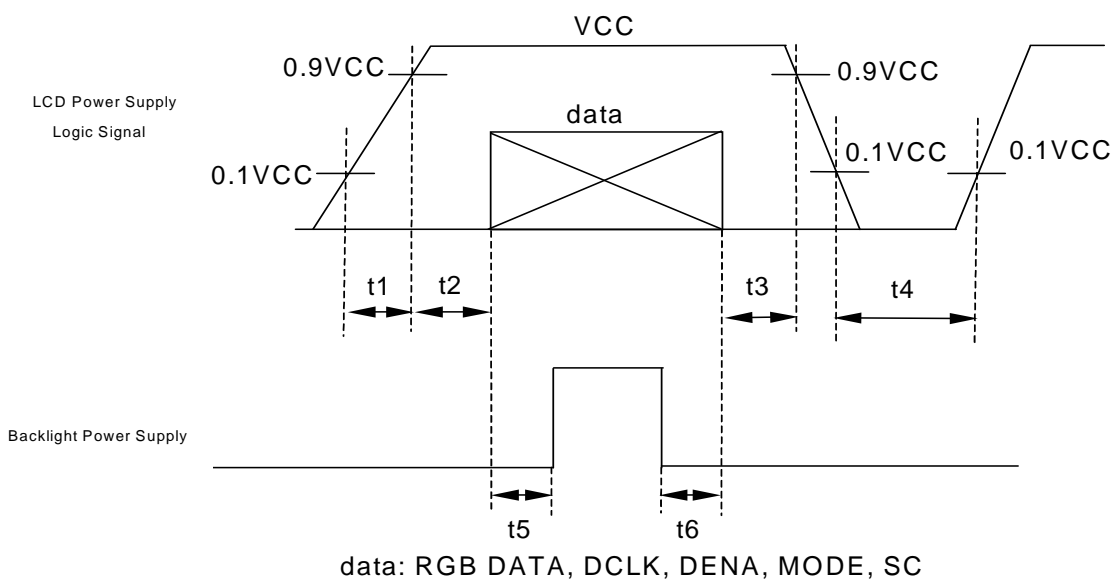 VCC
0.9VCC
0.9VCC
LCD Power Supply
Logic Signal
data
0.1VCC
0.1VCC
0.1VCC
t1
t2
t3
t4
Backlight Power Supply
t5
t6
data: RGB DATA, DCLK, DENA, MODE, SC